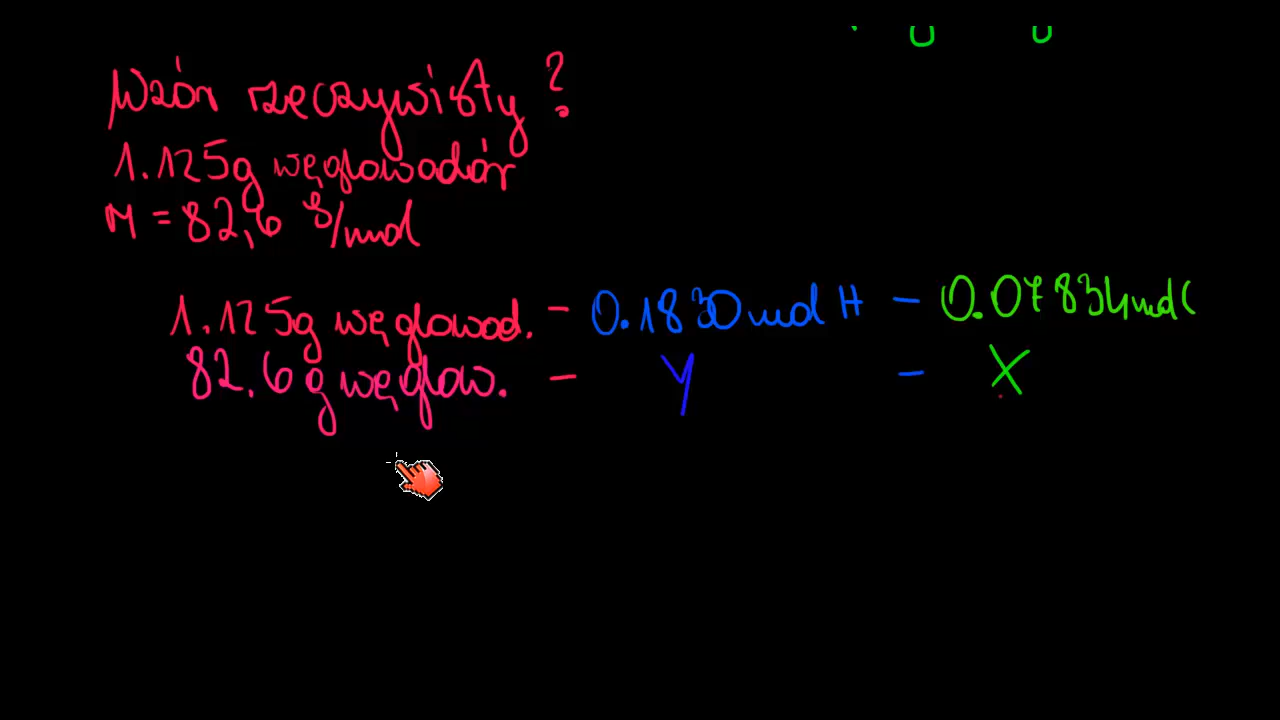 Wzór rzeczywisty?
1.125g węglowodór
M = 82,6 g/mol
1.125g węglowod. - 0.1830 mol H - 0.07834 mol C
82.6g węglow. - Y - X